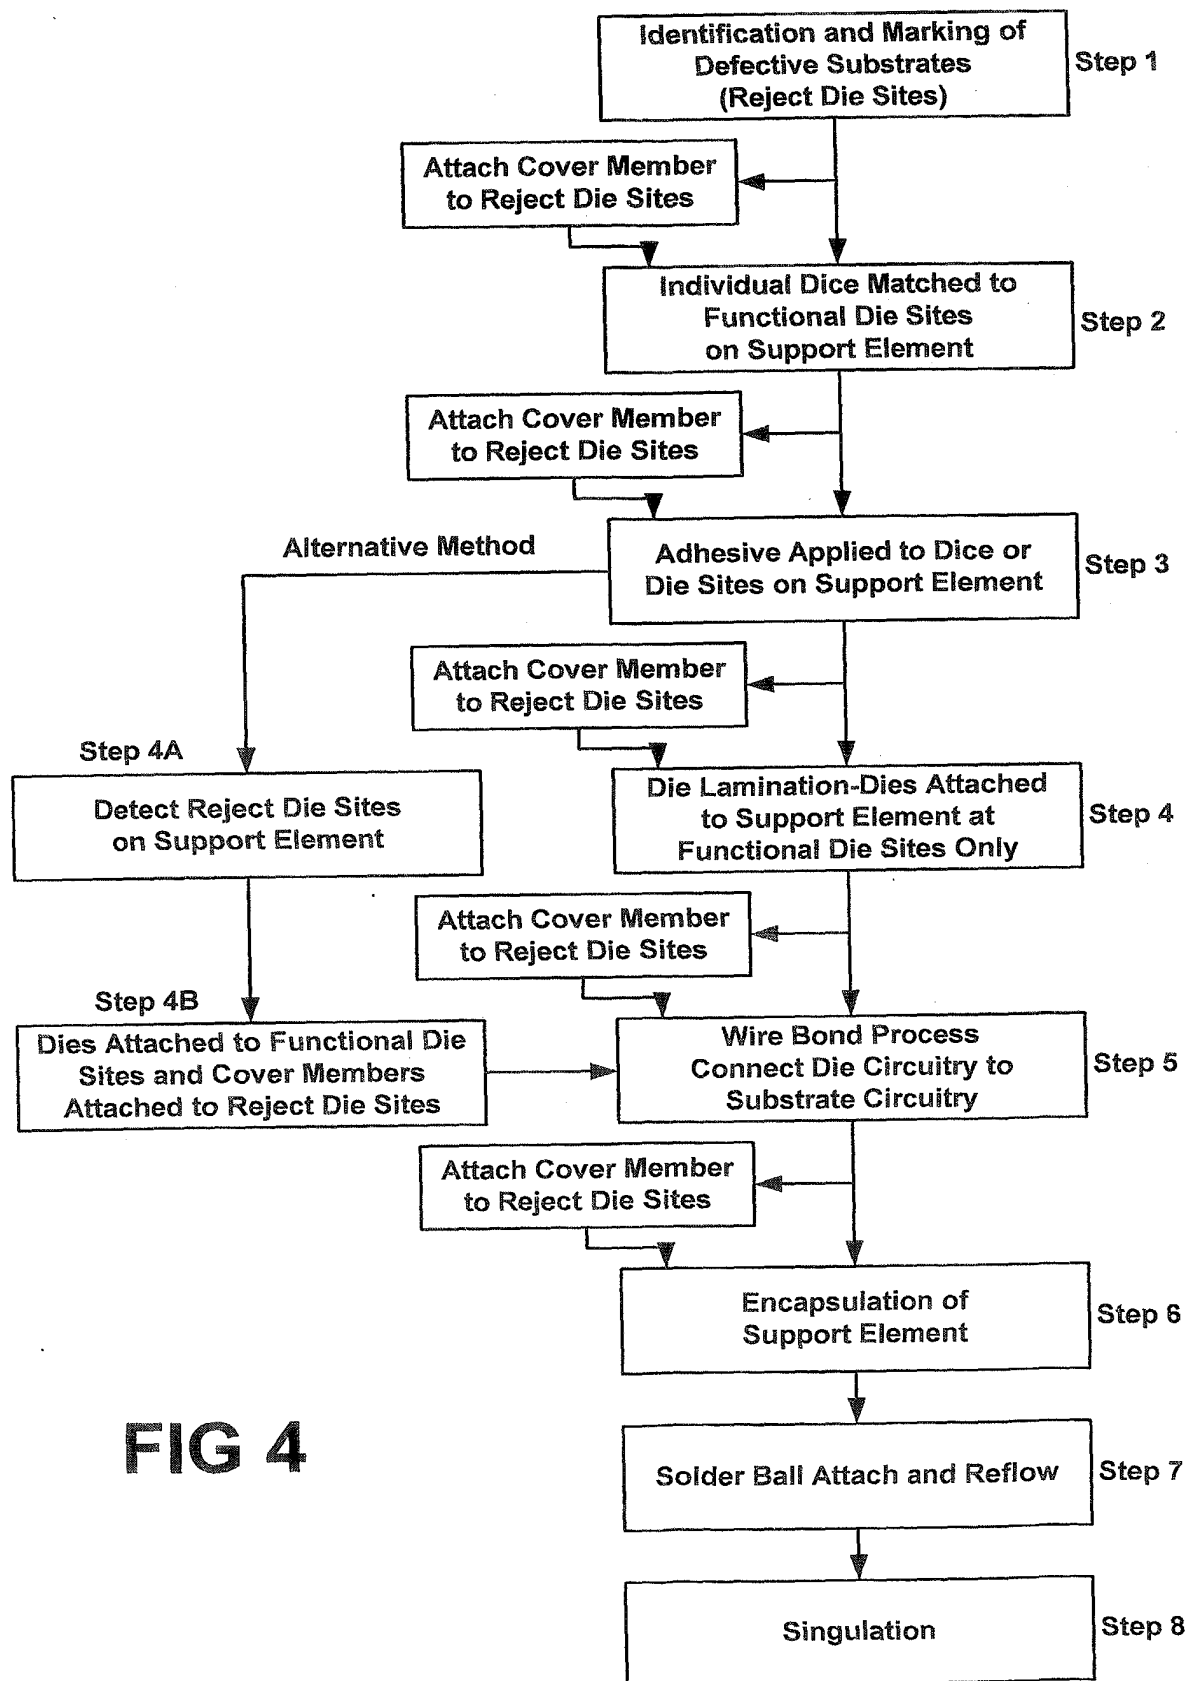 Identification and Marking of
Defective Substrates
(Reject Die Sites)
Step 1
Attach Cover Member
to Reject Die Sites
Individual Dice Matched to
Functional Die Sites
on Support Element
Step 2
Attach Cover Member
to Reject Die Sites
Alternative Method
Adhesive Applied to Dice or
Die Sites on Support Element
Step 3
Attach Cover Member
to Reject Die Sites
Step 4A
Detect Reject Die Sites
on Support Element
Die Lamination-Dies Attached
to Support Element at
Functional Die Sites Only
Step 4
Attach Cover Member
to Reject Die Sites
Step 4B
Dies Attached to Functional Die
Sites and Cover Members
Attached to Reject Die Sites
Wire Bond Process
Connect Die Circuitry to
Substrate Circuitry
Step 5
Attach Cover Member
to Reject Die Sites
Encapsulation of
Support Element
Step 6
FIG 4
Solder Ball Attach and Reflow
Step 7
Singulation
Step 8